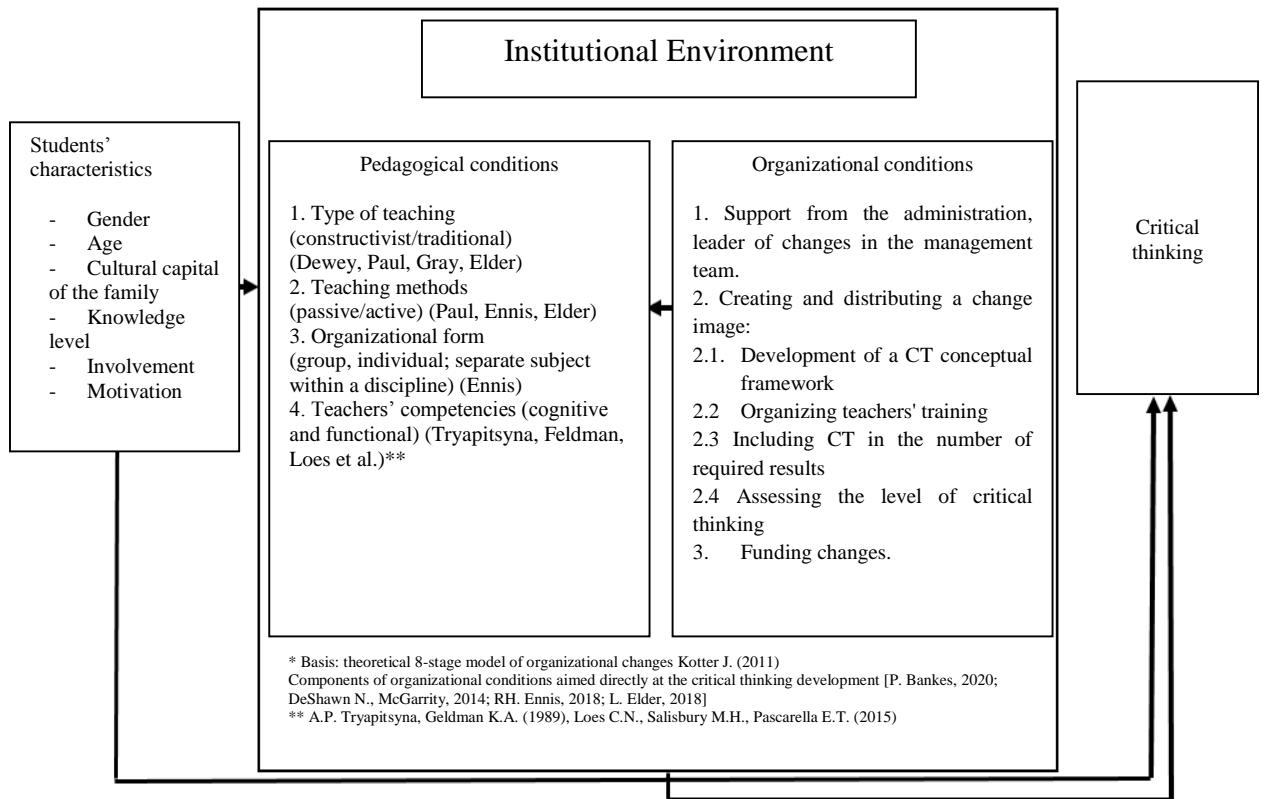 Institutional Environment
Students'
characteristics
- Gender
- Age
- Cultural capital
of the family
- Knowledge
level
- Involvement
- Motivation
Pedagogical conditions
1. Type of teaching
(constructivist/traditional)
(Dewey, Paul, Gray, Elder)
2. Teaching methods
(passive/active) (Paul, Ennis, Elder)
3. Organizational form
(group, individual; separate subject
within a discipline) (Ennis)
4. Teachers' competencies (cognitive
and functional) (Tryapitsyna, Feldman,
Loes et al.)**
Organizational conditions
1. Support from the administration,
leader of changes in the management
team.
2. Creating and distributing a change
image:
2.1. Development of a CT conceptual
framework
2.2 Organizing teachers' training
2.3 Including CT in the number of
required results
2.4 Assessing the level of critical
thinking
3. Funding changes.
Critical
thinking
* Basis: theoretical 8-stage model of organizational changes Kotter J. (2011)
Components of organizational conditions aimed directly at the critical thinking development [P. Bankes, 2020;
DeShawn N., McGarrity, 2014; RH. Ennis, 2018; L. Elder, 2018]
** A.P. Tryapitsyna, Geldman K.A. (1989), Loes C.N., Salisbury M.H., Pascarella E.T. (2015)